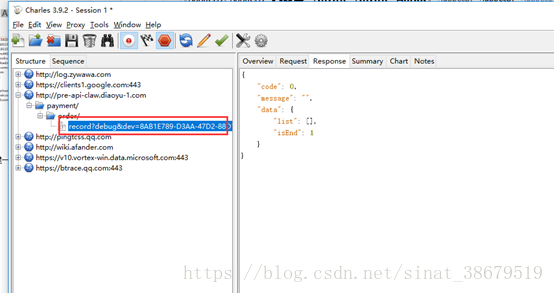 Charles 3.9.2 - Session 1 *
File Edit View Proxy Tools Window Help
Structure Sequence
http://log.zywawa.com
https://clients1.google.com:443
http://pre-api-claw.diaoyu-1.com
payment/
order/
record?debug&dev=8AB1E789-D3AA-47D2-88
http://pingtcss.qq.com
http://wiki.afander.com
https://v10.vortex-win.data.microsoft.com:443
https://btrace.qq.com:443
Overview Request Response Summary Chart Notes
{
"code": 0,
"message": "",
"data": {
"list": [],
"isEnd": 1
}
}
https://blog.csdn.net/sinat_38679519